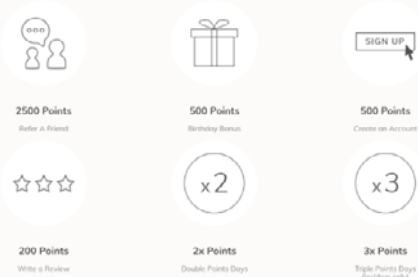 SIGN UP
2500 Points
500 Points
500 Points
Refer A Friend
Birthday Bonus
Create an Account
x2
x3
200 Points
2x Points
3x Points
Write a Review
Double Points Days
Triple Points Days